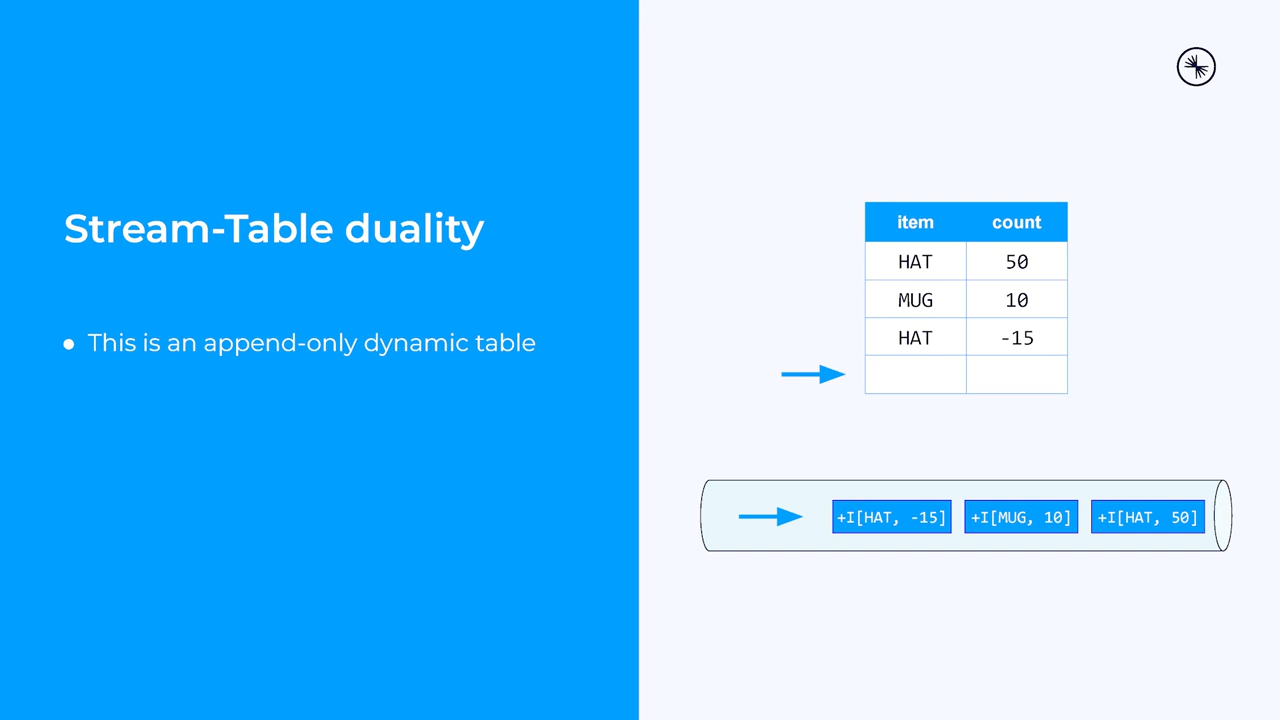 Stream-Table duality
● This is an append-only dynamic table
item count
HAT 50
MUG 10
HAT -15
+I[HAT, -15] +I[MUG, 10] +I[HAT, 50]